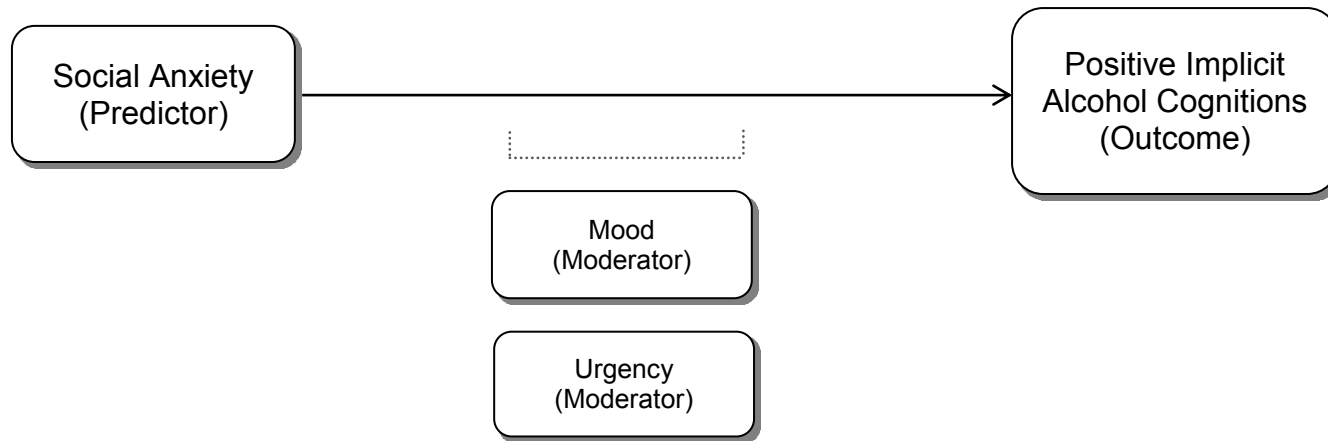 Social Anxiety
(Predictor)
Positive Implicit
Alcohol Cognitions
(Outcome)
Mood
(Moderator)
Urgency
(Moderator)